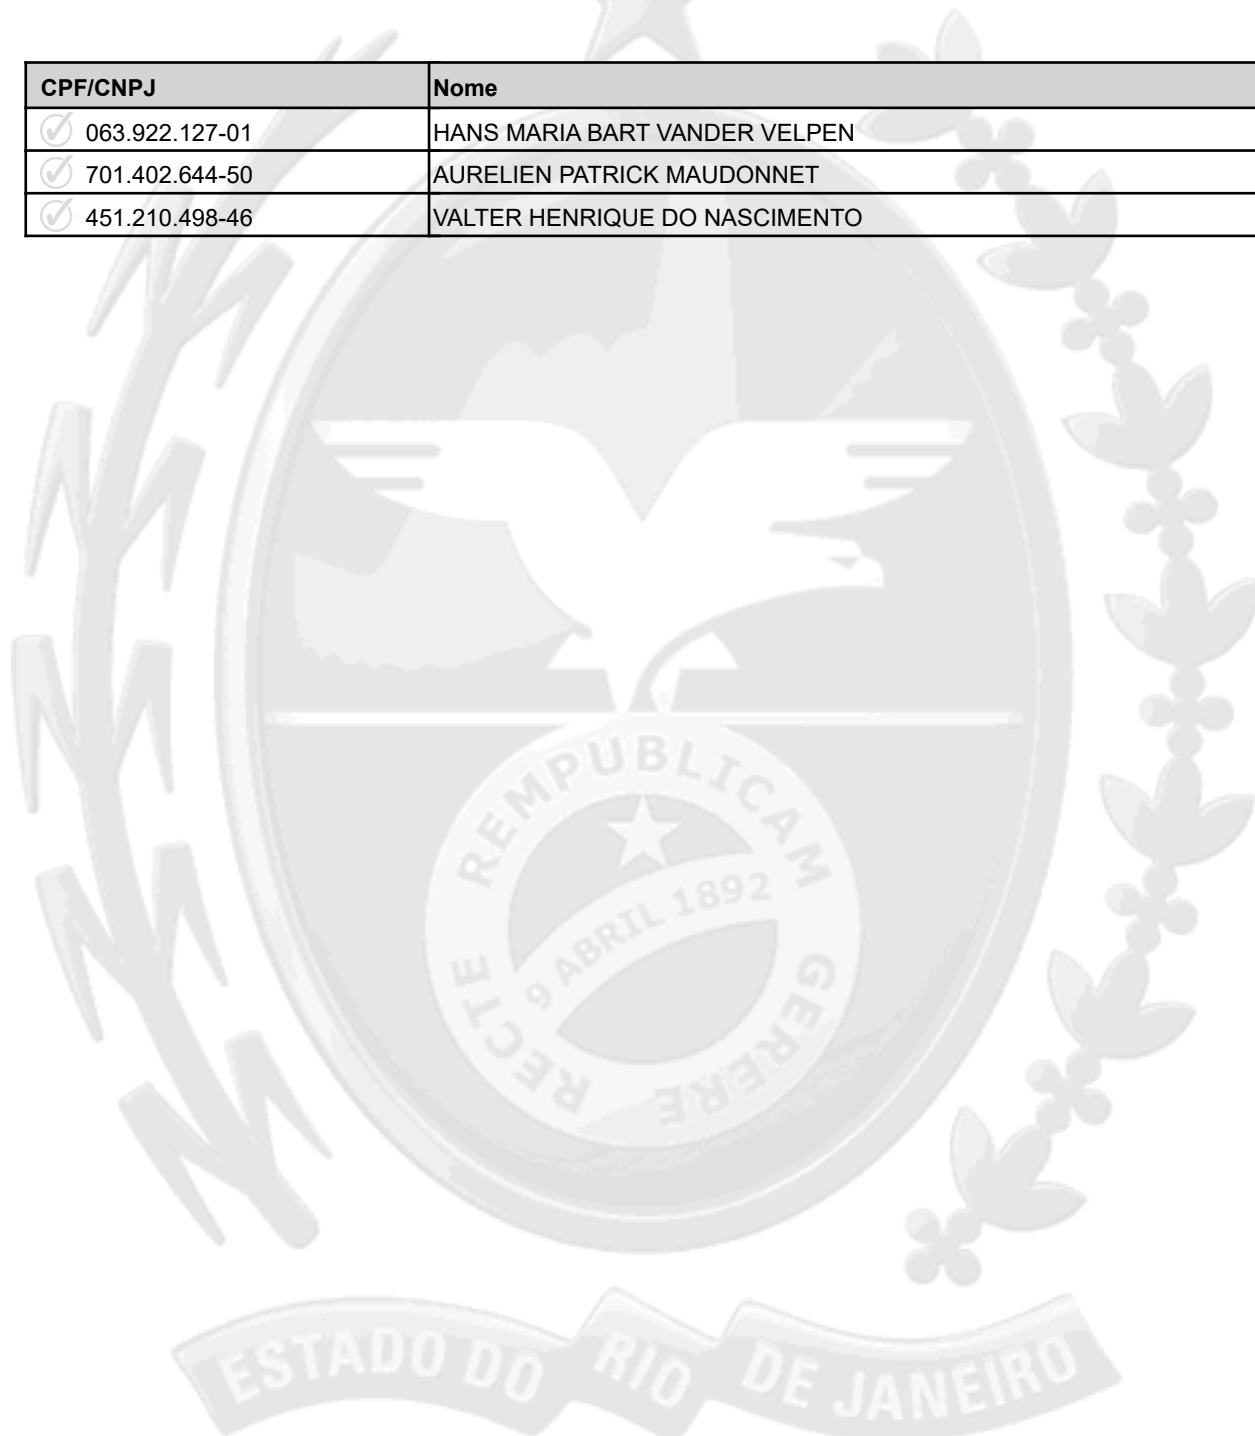 CPF/CNPJ Nome
063.922.127-01 HANS MARIA BART VANDER VELPEN
701.402.644-50 AURELIEN PATRICK MAUDONNET
451.210.498-46 VALTER HENRIQUE DO NASCIMENTO
REMPUBLICAM
9 ABRIL 1892
RECTE GERERE
ESTADO DO RIO DE JANEIRO